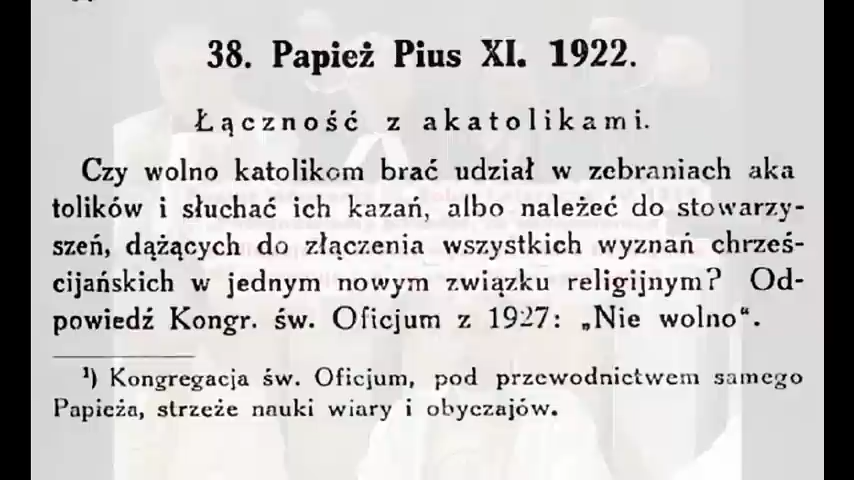 38. Papież Pius XI. 1922.
Łączność z akatolikami.
Czy wolno katolikom brać udział w zebraniach aka
tolików i słuchać ich kazań, albo należeć do stowarzy-
szeń, dążących do złączenia wszystkich wyznań chrześ-
cijańskich w jednym nowym związku religijnym? Od-
powiedź Kongr. św. Oficjum z 1927: „Nie wolno“.
¹) Kongregacja św. Oficjum, pod przewodnictwem samego
Papieża, strzeże nauki wiary i obyczajów.